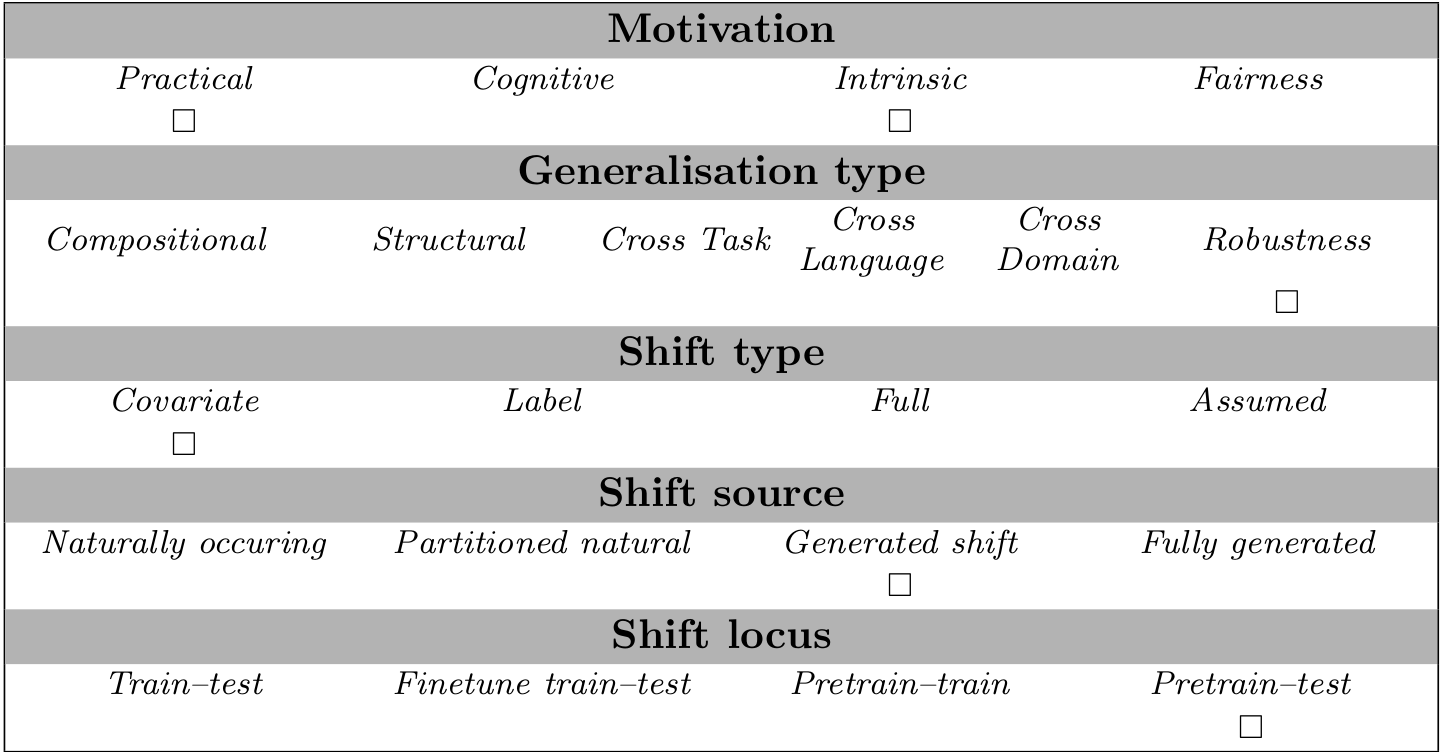 Motivation
Practical Cognitive Intrinsic Fairness
□ □
Generalisation type
Compositional Structural Cross Task Cross Language Cross Domain Robustness
□
Shift type
Covariate Label Full Assumed
□
Shift source
Naturally occuring Partitioned natural Generated shift Fully generated
□
Shift locus
Train–test Finetune train–test Pretrain–train Pretrain–test
□